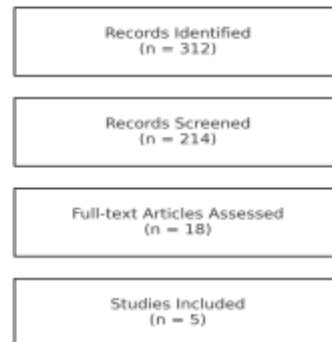 Records Identified
(n = 312)
Records Screened
(n = 214)
Full-text Articles Assessed
(n = 18)
Studies Included
(n = 5)